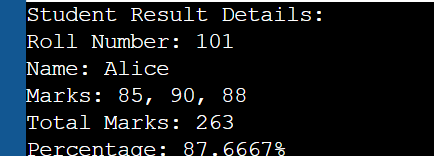 Student Result Details:
Roll Number: 101
Name: Alice
Marks: 85, 90, 88
Total Marks: 263
Percentage: 87.6667%